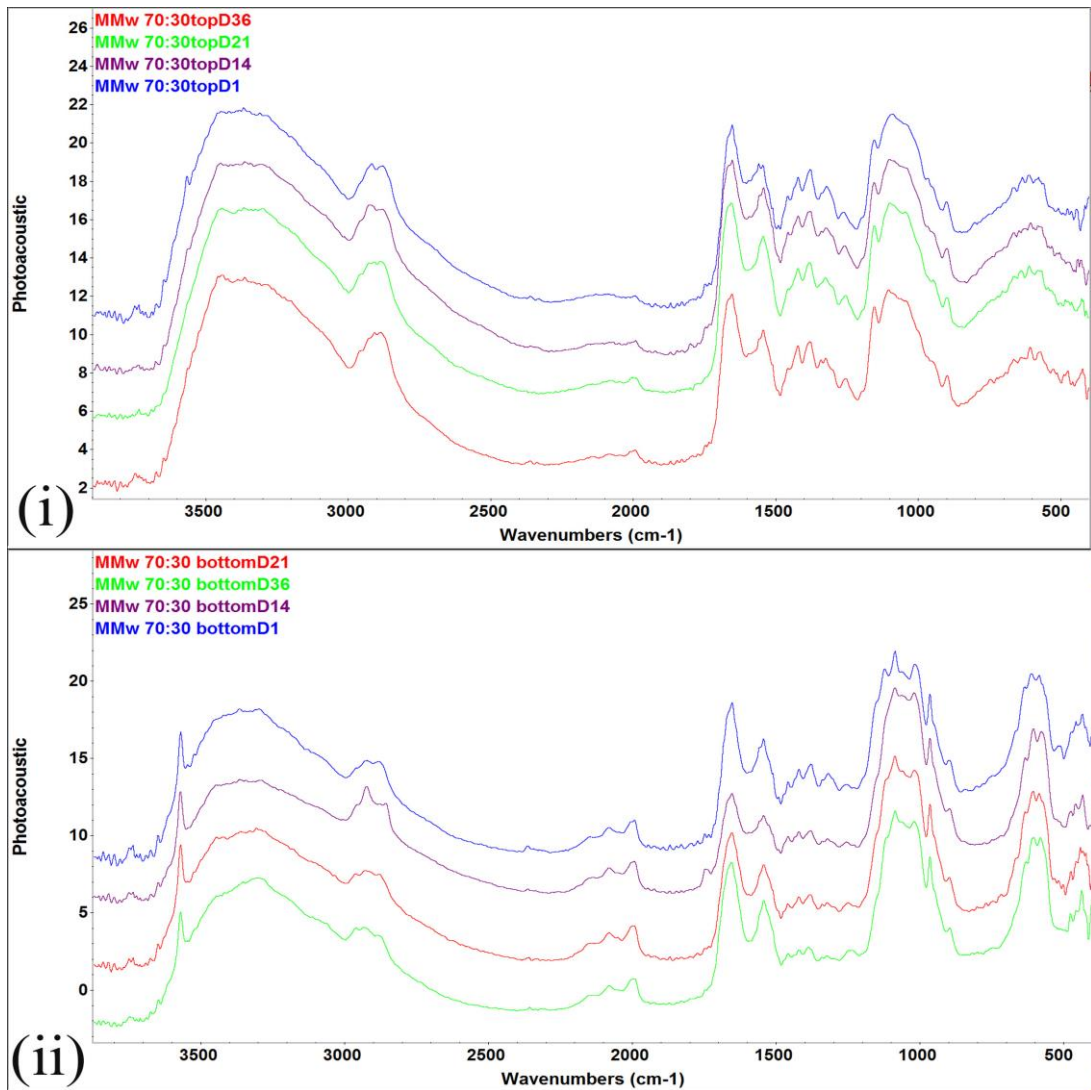 MMw 70:30topD36
MMw 70:30topD21
MMw 70:30topD14
MMw 70:30topD1
26
24
22
20
18
16
14
12
10
8
6
4
2
Photoacoustic
3500 3000 2500 2000 1500 1000 500
Wavenumbers (cm-1)
(i)
MMw 70:30 bottomD21
MMw 70:30 bottomD36
MMw 70:30 bottomD14
MMw 70:30 bottomD1
25
20
15
10
5
0
Photoacoustic
3500 3000 2500 2000 1500 1000 500
Wavenumbers (cm-1)
(ii)